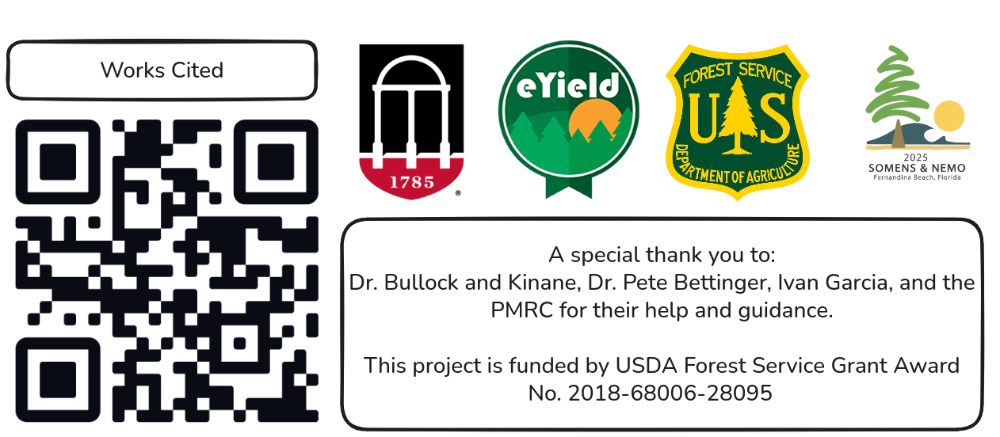 Works Cited
1785
®
eYield
FOREST SERVICE
U S
DEPARTMENT OF AGRICULTURE
2025
SOMENS & NEMO
Fernandina Beach, Florida
A special thank you to:
Dr. Bullock and Kinane, Dr. Pete Bettinger, Ivan Garcia, and the
PMRC for their help and guidance.
This project is funded by USDA Forest Service Grant Award
No. 2018-68006-28095